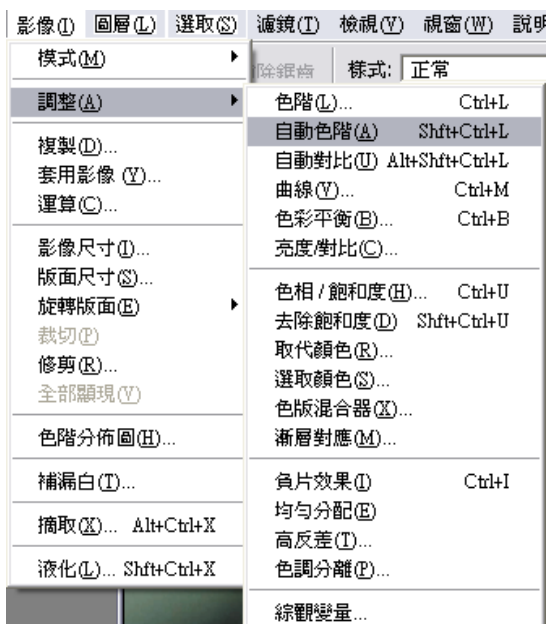 影像(I) 圖層(L) 選取(S) 濾鏡(T) 檢視(V) 視窗(W) 說明
除鋸齒 樣式: 正常
模式(M)
調整(A)
複製(D)...
套用影像 (Y)...
運算(C)...
影像尺寸(I)...
版面尺寸(S)...
旋轉版面(E)
裁切(P)
修剪(R)...
全部顯現(V)
色階分佈圖(H)...
補漏白(T)...
摘取(X)... Alt+Ctrl+X
液化(L)... Shft+Ctrl+X
色階(L)... Ctrl+L
自動色階(A) Shft+Ctrl+L
自動對比(U) Alt+Shft+Ctrl+L
曲線(V)... Ctrl+M
色彩平衡(B)... Ctrl+B
亮度/對比(C)...
色相 / 飽和度(H)... Ctrl+U
去除飽和度(D) Shft+Ctrl+U
取代顏色(R)...
選取顏色(S)...
色版混合器(X)...
漸層對應(M)...
負片效果(I) Ctrl+I
均勻分配(E)
高反差(T)...
色調分離(P)...
綜觀變量...